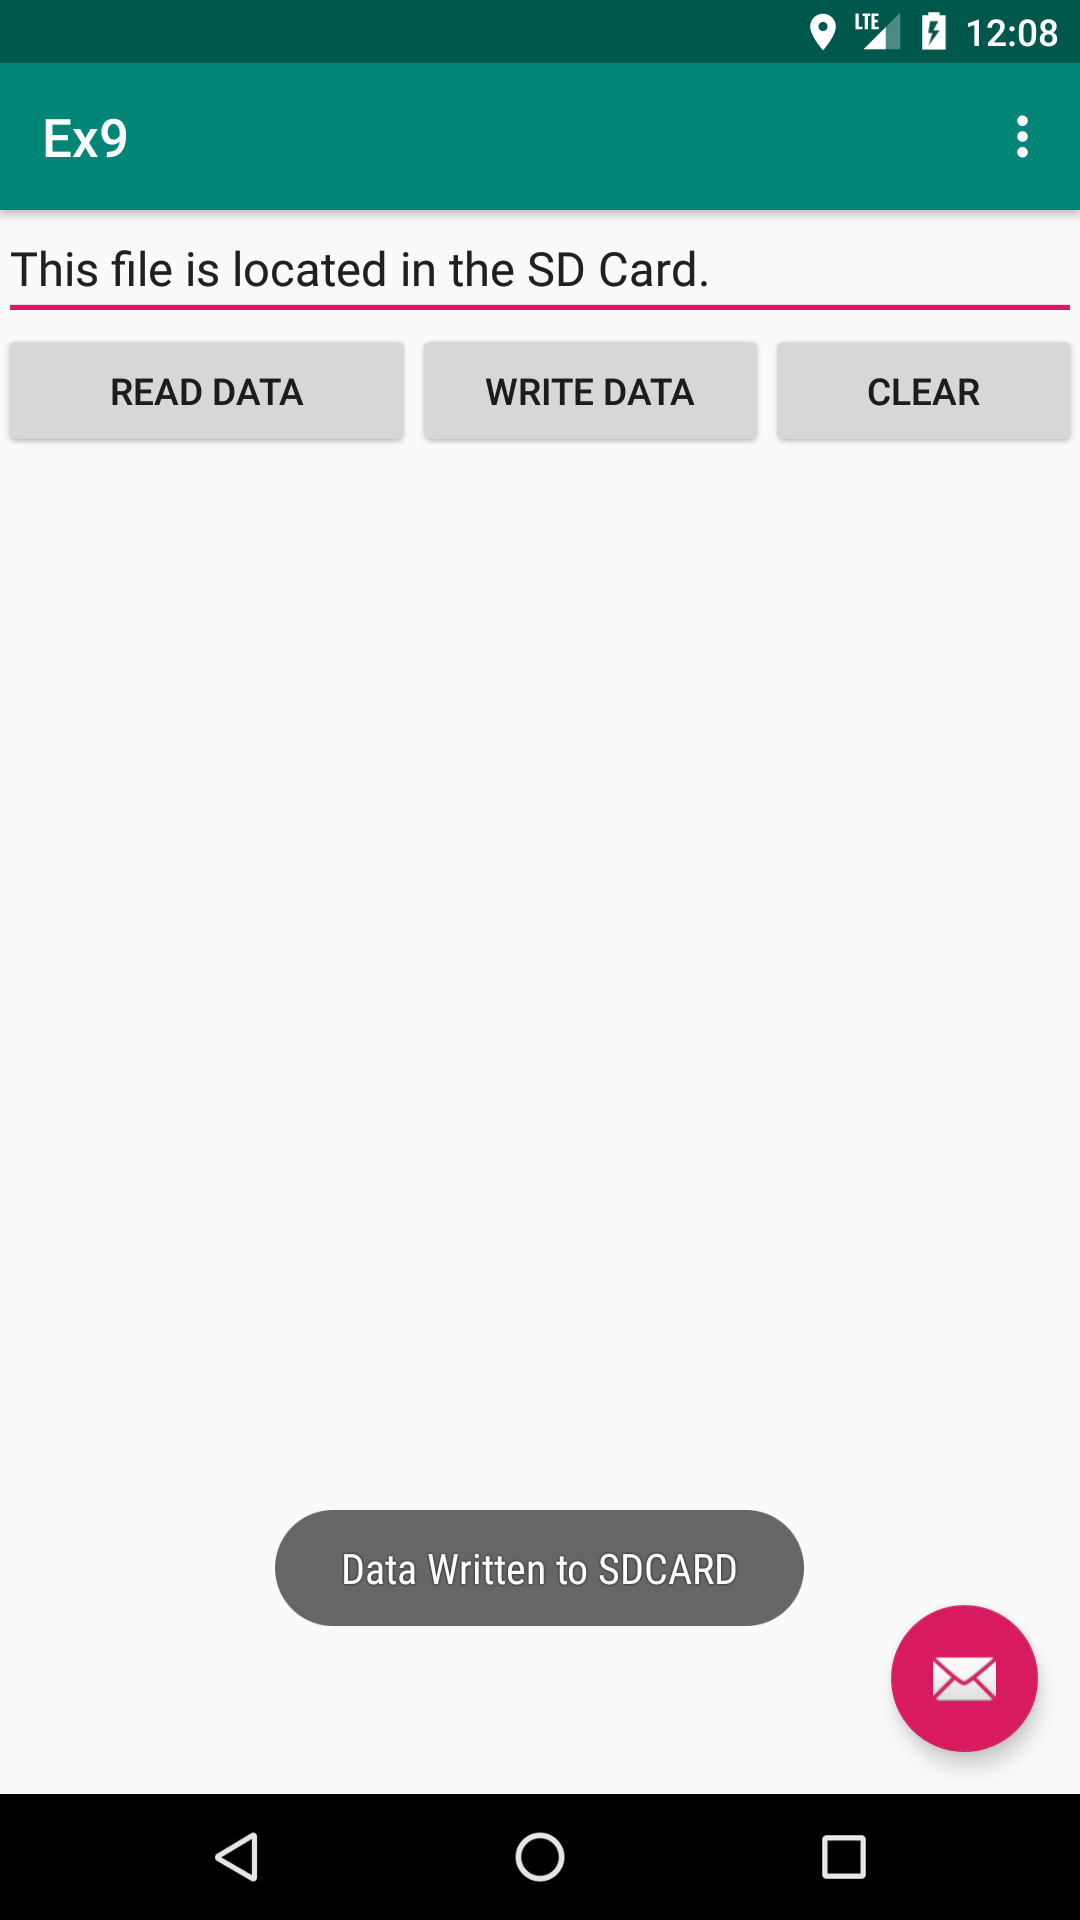 LTE 12:08
Ex9
This file is located in the SD Card.
READ DATA WRITE DATA CLEAR
Data Written to SDCARD